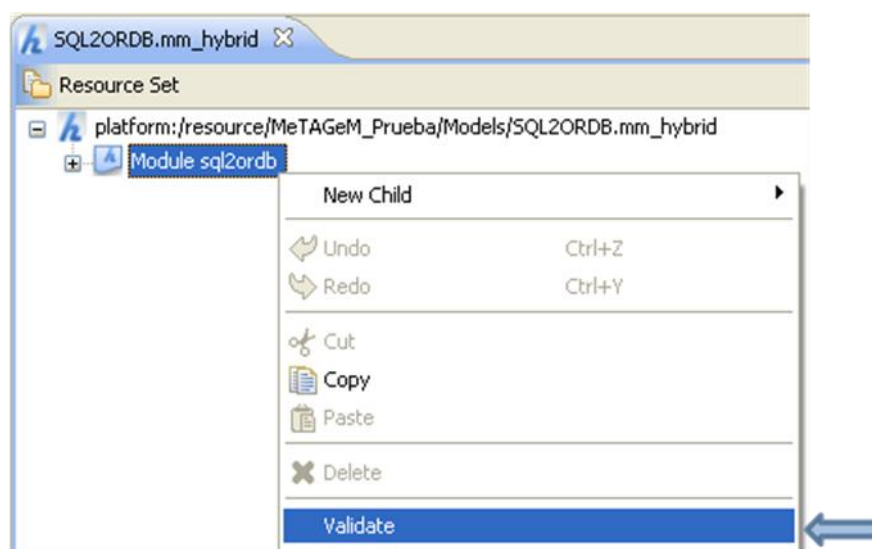 SQL2ORDB.mm_hybrid
Resource Set
platform:/resource/MeTAGeM_Prueba/Models/SQL2ORDB.mm_hybrid
Module sql2ordb
New Child
Undo Ctrl+Z
Redo Ctrl+Y
Cut
Copy
Paste
Delete
Validate